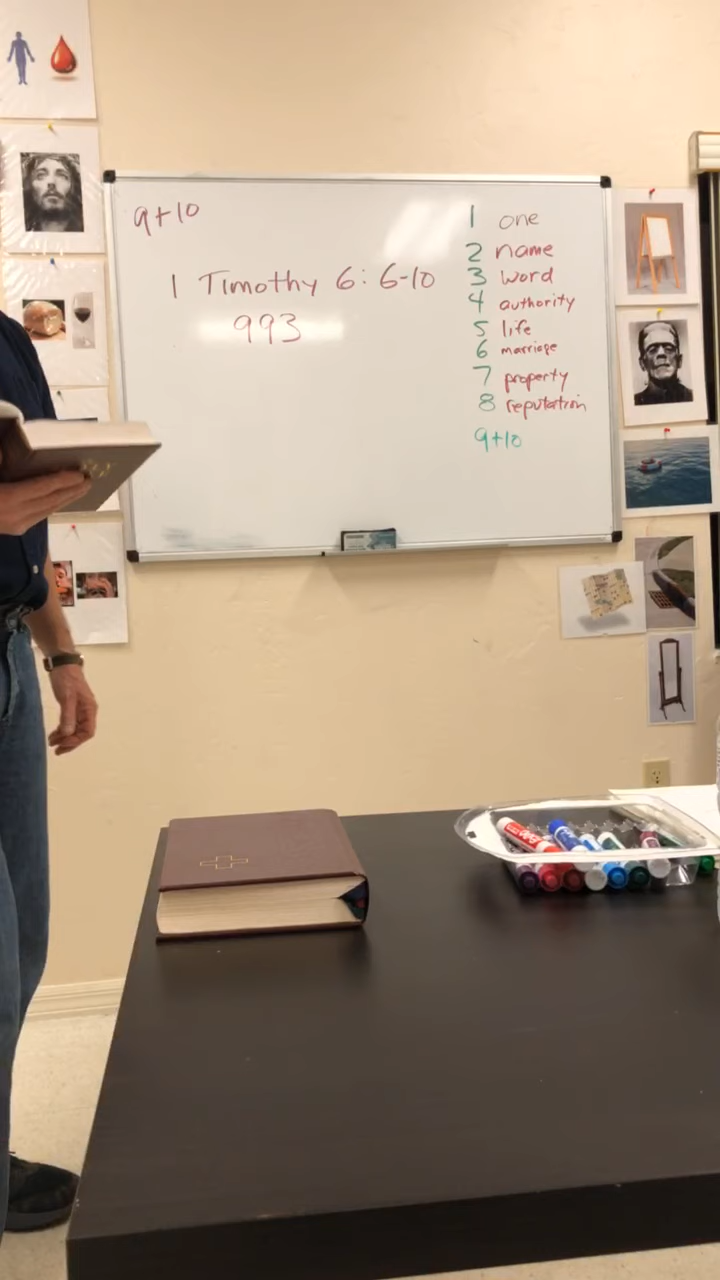 9+10
1 Timothy 6:6-10
993
1 one
2 name
3 word
4 authority
5 life
6 marriage
7 property
8 reputation
9+10